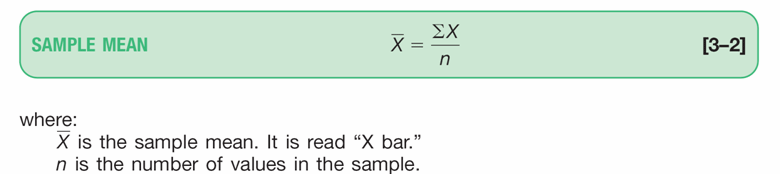 SAMPLE MEAN X̄ = ΣX/n [3–2]
where:
X̄ is the sample mean. It is read “X bar.”
n is the number of values in the sample.